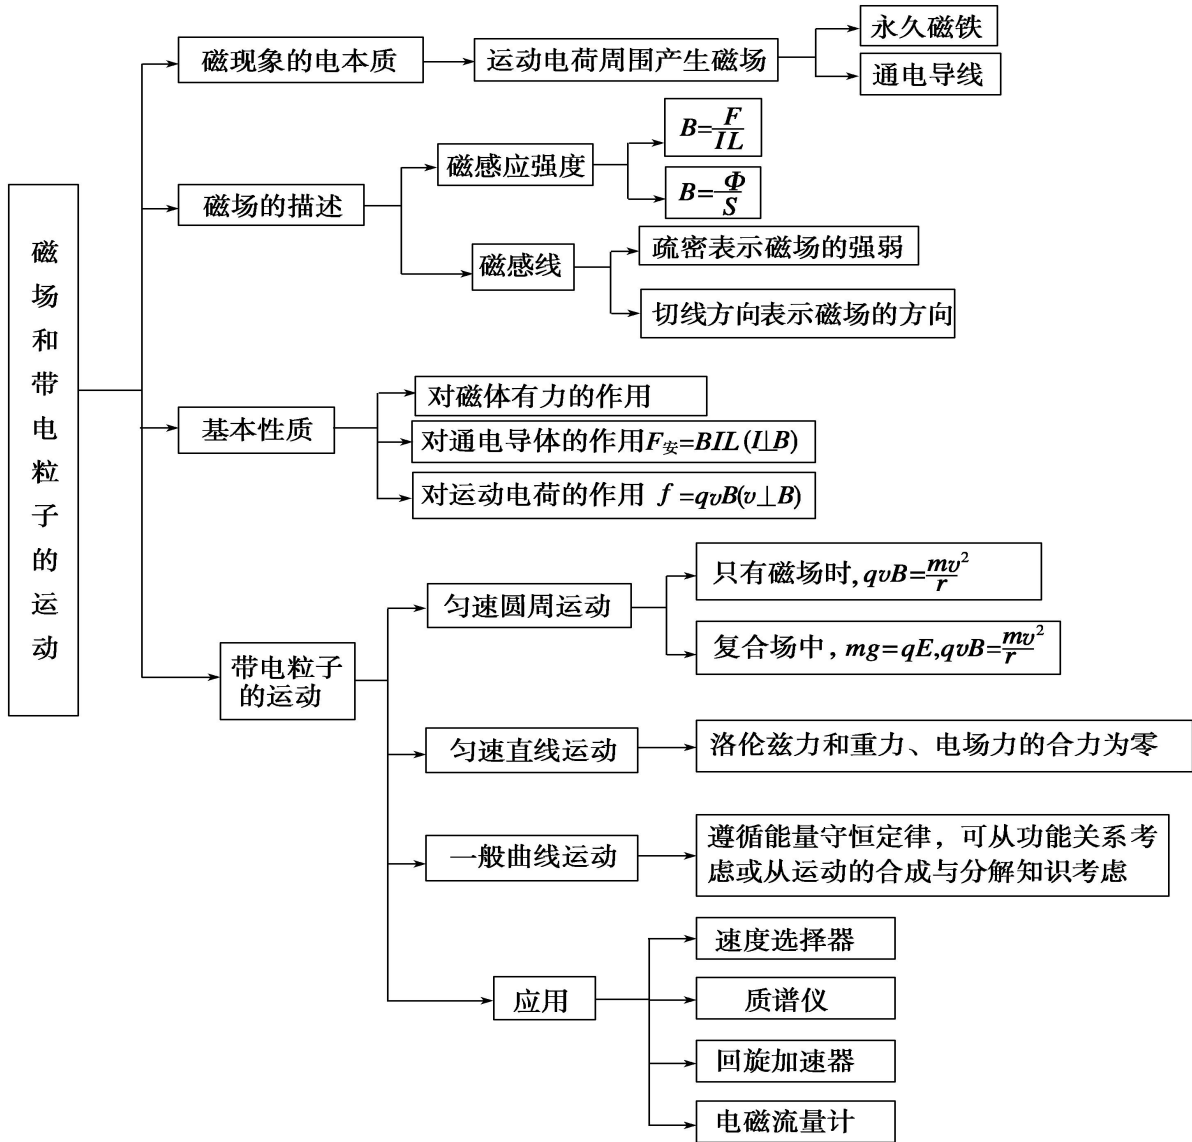 磁场和带电粒子的运动
磁现象的电本质
运动电荷周围产生磁场
永久磁铁
通电导线
磁场的描述
磁感应强度
B=F/IL
B=Φ/S
磁感线
疏密表示磁场的强弱
切线方向表示磁场的方向
基本性质
对磁体有力的作用
对通电导体的作用F安=BIL(I⊥B)
对运动电荷的作用 f=qvB(v⊥B)
带电粒子
的运动
匀速圆周运动
只有磁场时,qvB=mv²/r
复合场中，mg=qE,qvB=mv²/r
匀速直线运动
洛伦兹力和重力、电场力的合力为零
一般曲线运动
遵循能量守恒定律，可从功能关系考
虑或从运动的合成与分解知识考虑
应用
速度选择器
质谱仪
回旋加速器
电磁流量计